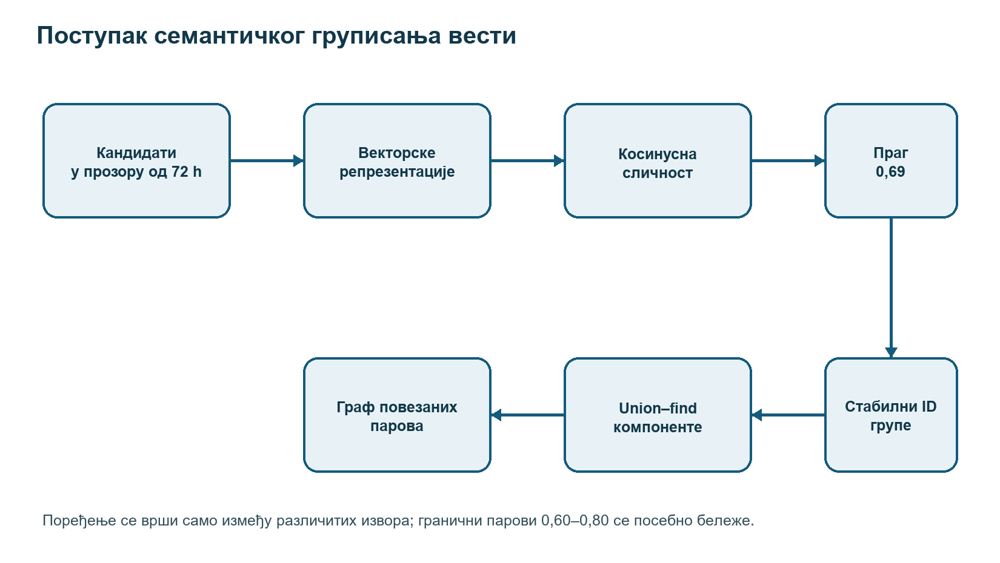 Поступак семантичког груписања вести
Кандидати
у прозору од 72 h
Векторске
репрезентације
Косинусна
сличност
Праг
0,69
Граф повезаних
парова
Union–find
компоненте
Стабилни ID
групе
Поређење се врши само између различитих извора; гранични парови 0,60–0,80 се посебно бележе.